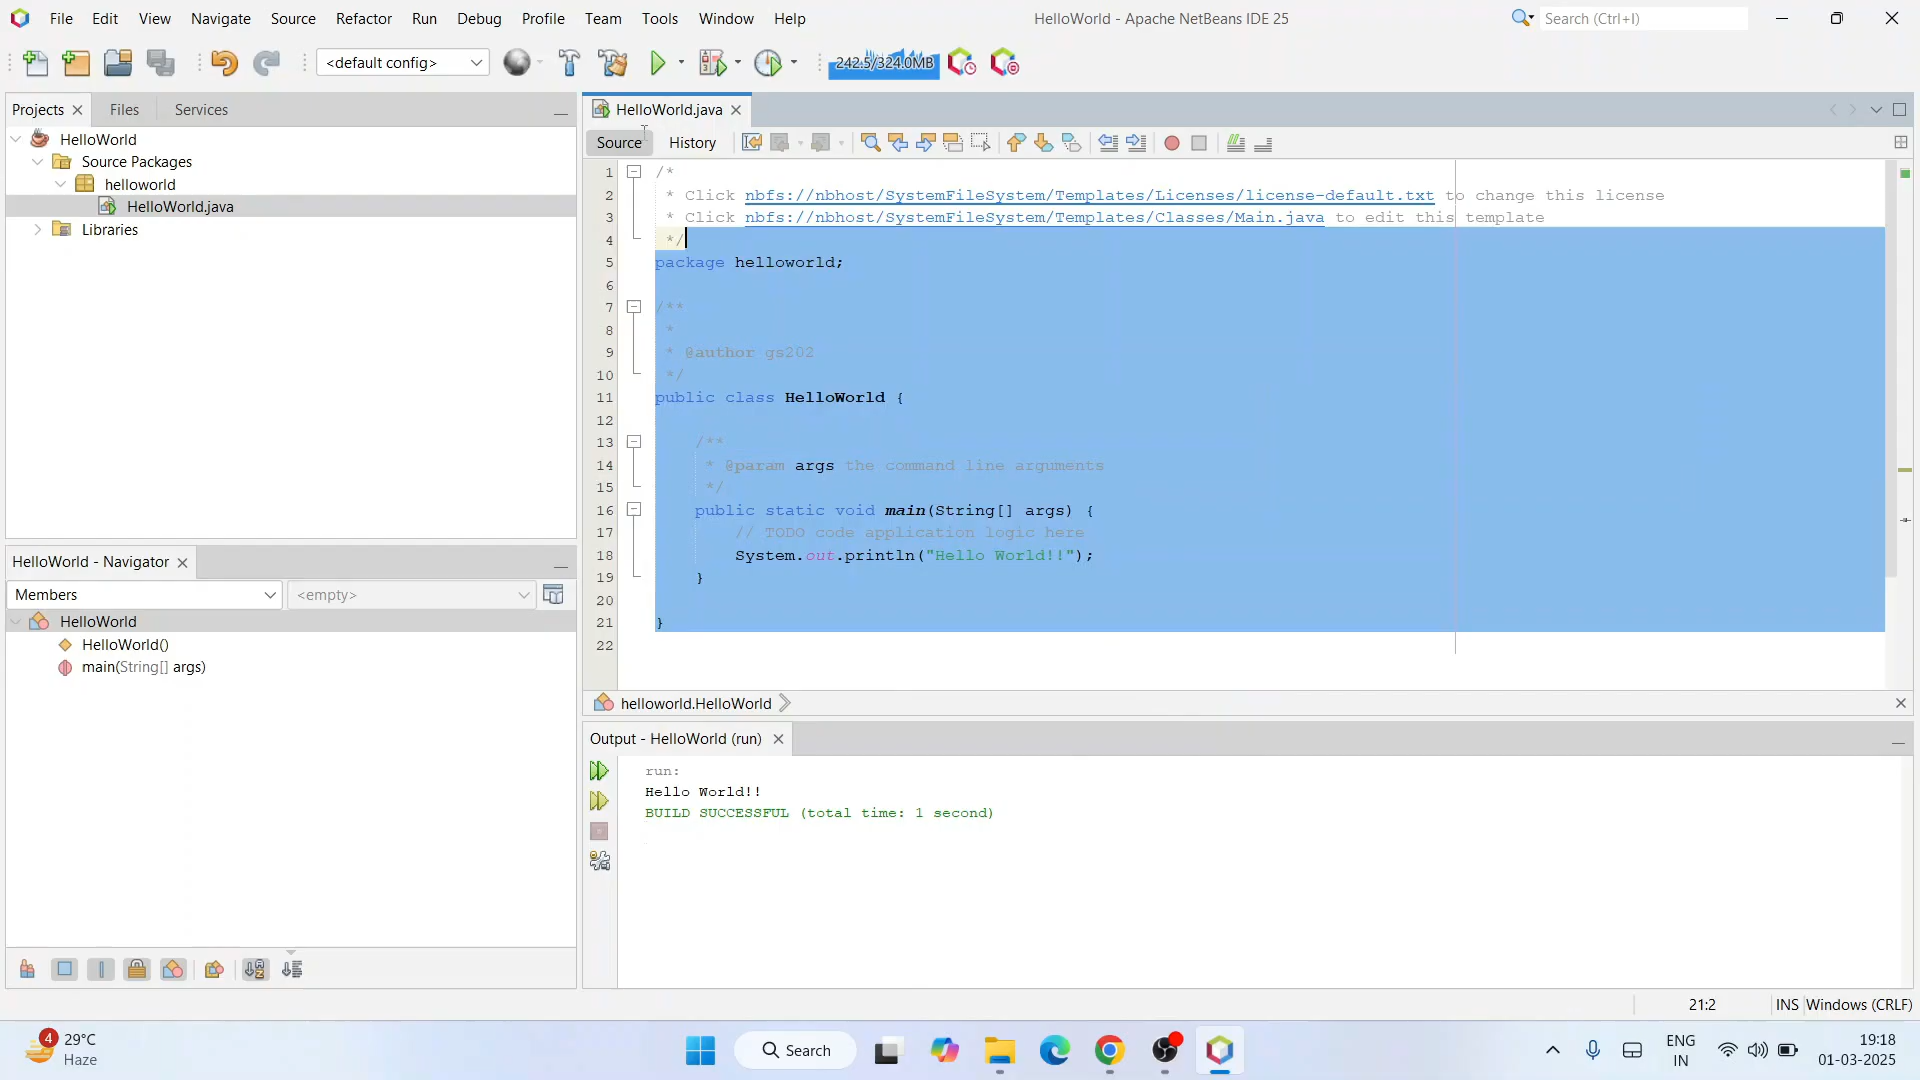 File Edit View Navigate Source Refactor Run Debug Profile Team Tools Window Help HelloWorld - Apache NetBeans IDE 25 Search (Ctrl+I)
<default config> 242.5/324.0MB
Projects Files Services
HelloWorld
Source Packages
helloworld
HelloWorld.java
Libraries
HelloWorld.java
Source History
1 /*
2 * Click nbfs://nbhost/SystemFileSystem/Templates/Licenses/license-default.txt to change this license
3 * Click nbfs://nbhost/SystemFileSystem/Templates/Classes/Main.java to edit this template
4 */
5 package helloworld;
6
7 /**
8 *
9 * @author gs202
10 */
11 public class HelloWorld {
12
13 /**
14 * @param args the command line arguments
15 */
16 public static void main(String[] args) {
17 // TODO code application logic here
18 System.out.println("Hello World!!");
19 }
20
21 }
22
helloworld.HelloWorld
HelloWorld - Navigator
Members <empty>
HelloWorld
HelloWorld()
main(String[] args)
Output - HelloWorld (run)
run:
Hello World!!
BUILD SUCCESSFUL (total time: 1 second)
21:2 INS Windows (CRLF)
4 29°C
Haze
Search
ENG
IN
19:18
01-03-2025